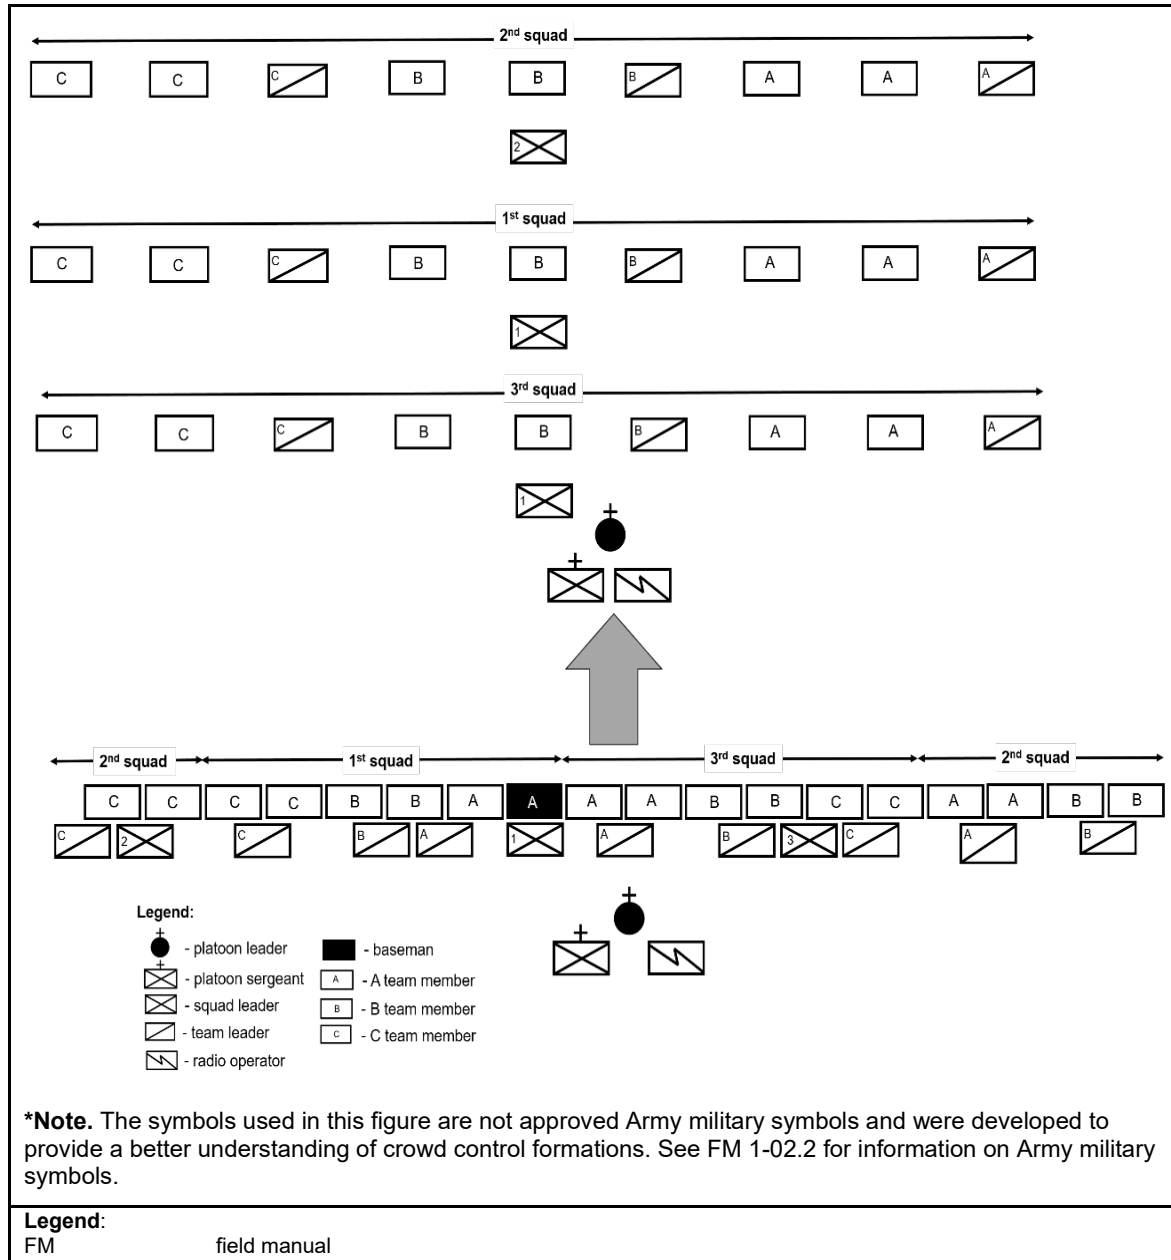 2nd squad
C C C B B B A A A
2
1st squad
C C C B B B A A A
1
3rd squad
C C C B B B A A A
1
2nd squad 1st squad 3rd squad 2nd squad
C C C C B B A A A A B B C C A A B B
C 2 C B A 1 A B 3 C A B
Legend:
- platoon leader - baseman
- platoon sergeant A - A team member
- squad leader B - B team member
- team leader C - C team member
- radio operator
*Note. The symbols used in this figure are not approved Army military symbols and were developed to
provide a better understanding of crowd control formations. See FM 1-02.2 for information on Army military
symbols.
Legend:
FM field manual